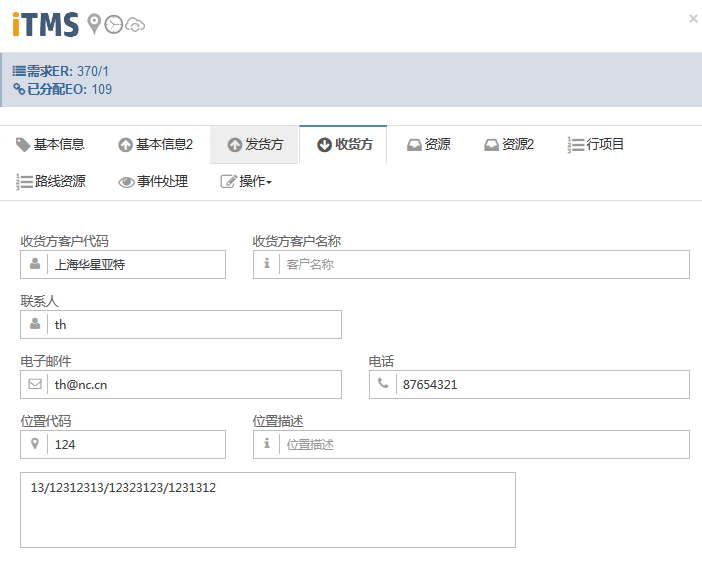 iTMS
需求ER: 370/1
已分配EO: 109
基本信息 基本信息2 发货方 收货方 资源 资源2 行项目
路线资源 事件处理 操作
收货方客户代码 收货方客户名称
上海华星亚特 客户名称
联系人
th
电子邮件 电话
th@nc.cn 87654321
位置代码 位置描述
124 位置描述
13/12312313/12323123/1231312